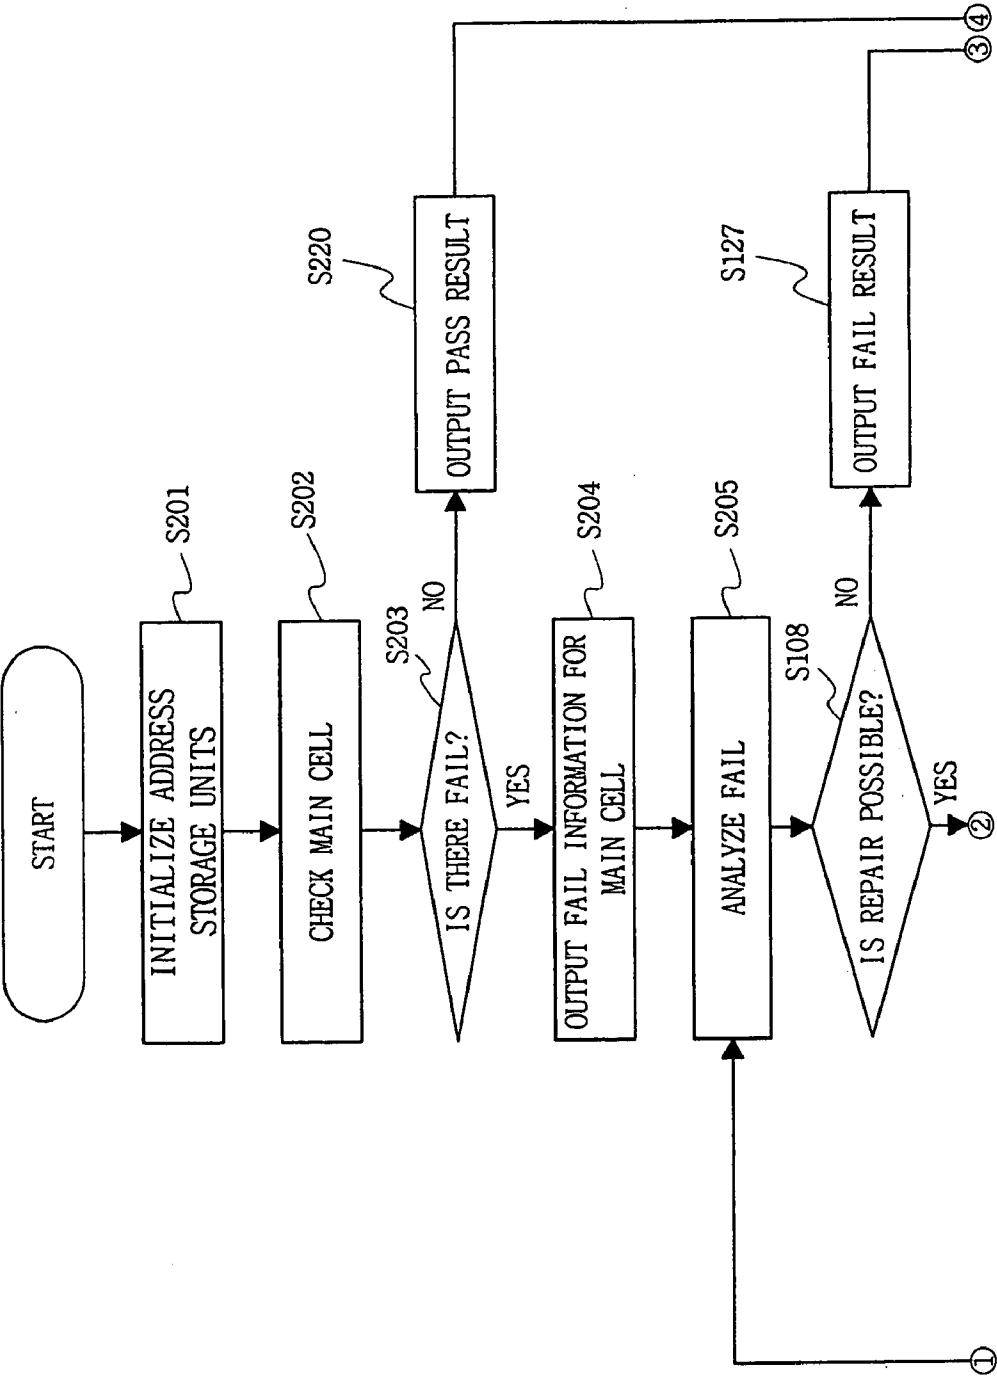 START
S201
INITIALIZE ADDRESS
STORAGE UNITS
S202
CHECK MAIN CELL
S203
IS THERE FAIL?
NO
S220
OUTPUT PASS RESULT
YES
S204
OUTPUT FAIL INFORMATION FOR
MAIN CELL
S205
ANALYZE FAIL
S108
IS REPAIR POSSIBLE?
NO
S127
OUTPUT FAIL RESULT
YES
①
②
③
④